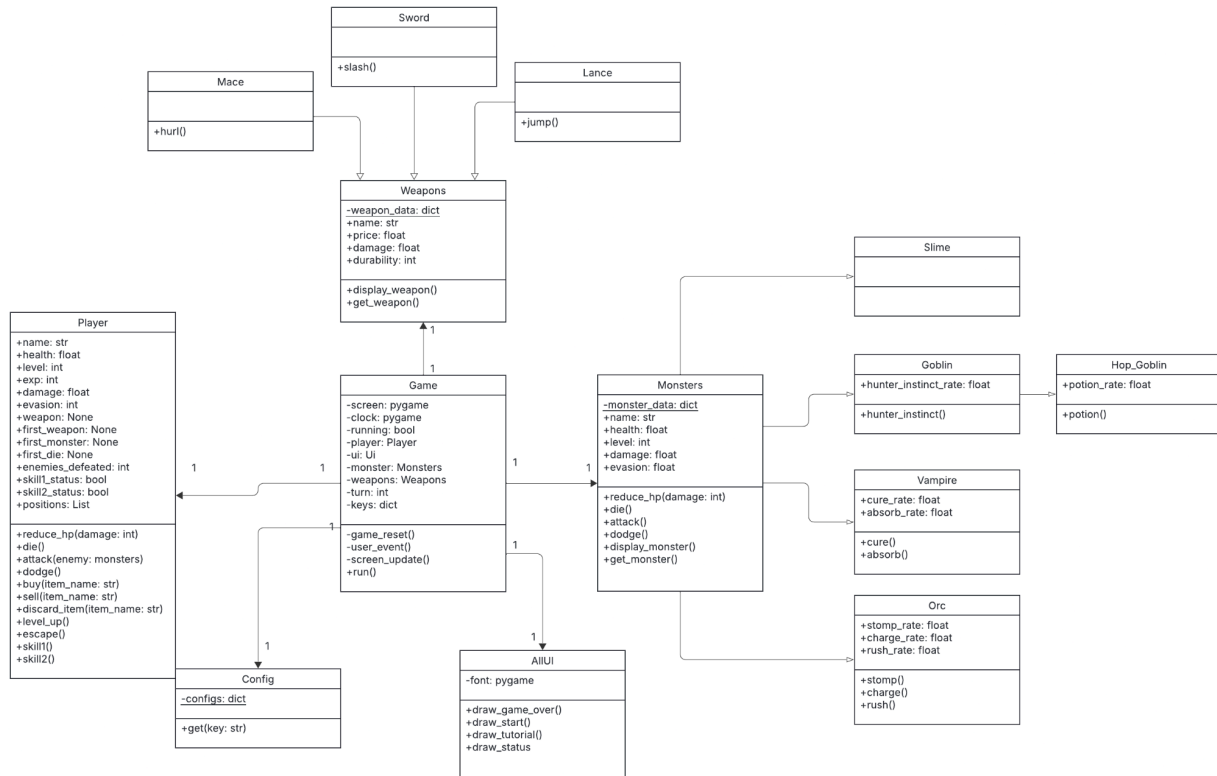 Sword
+slash()
Mace
+hurl()
Lance
+jump()
Weapons
-weapon_data: dict
+name: str
+price: float
+damage: float
+durability: int
+display_weapon()
+get_weapon()
1
1
Player
+name: str
+health: float
+level: int
+exp: int
+damage: float
+evasion: int
+weapon: None
+first_weapon: None
+first_monster: None
+first_die: None
+enemies_defeated: int
+skill1_status: bool
+skill2_status: bool
+positions: List
+reduce_hp(damage: int)
+die()
+attack(enemy: monsters)
+dodge()
+buy(item_name: str)
+sell(item_name: str)
+discard_item(item_name: str)
+level_up()
+escape()
+skill1()
+skill2()
1
1
Game
-screen: pygame
-clock: pygame
-running: bool
-player: Player
-ui: Ui
-monster: Monsters
-weapons: Weapons
-turn: int
-keys: dict
-game_reset()
-user_event()
-screen_update()
+run()
1
1
Monsters
-monster_data: dict
+name: str
+health: float
+level: int
+damage: float
+evasion: float
+reduce_hp(damage: int)
+die()
+attack()
+dodge()
+display_monster()
+get_monster()
Slime
Goblin
+hunter_instinct_rate: float
+hunter_instinct()
Hop_Goblin
+potion_rate: float
+potion()
Vampire
+cure_rate: float
+absorb_rate: float
+cure()
+absorb()
Orc
+stomp_rate: float
+charge_rate: float
+rush_rate: float
+stomp()
+charge()
+rush()
1
1
Config
-configs: dict
+get(key: str)
1
1
AllUI
-font: pygame
+draw_game_over()
+draw_start()
+draw_tutorial()
+draw_status